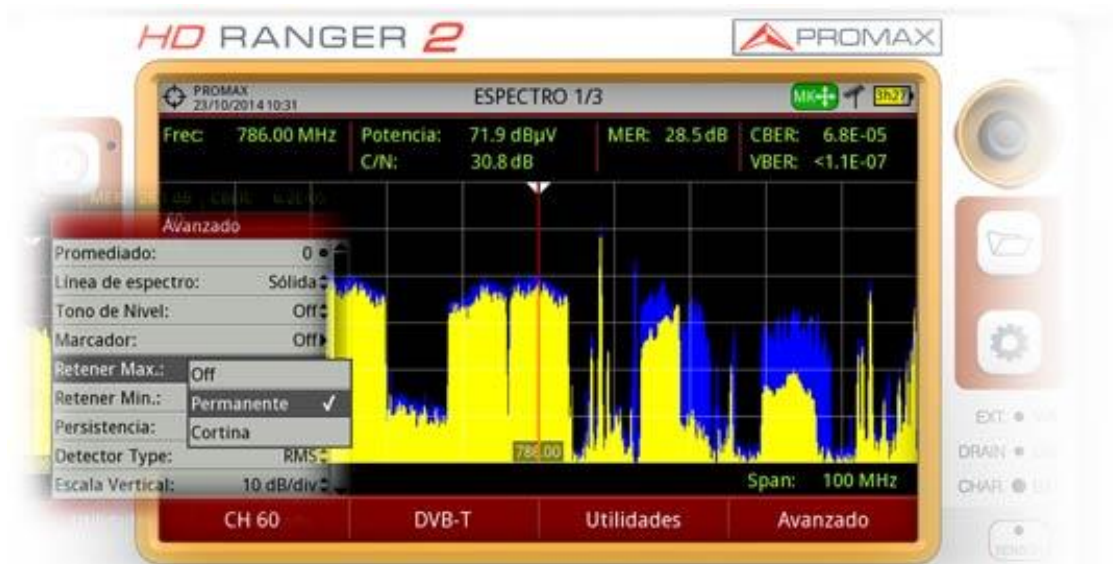 HD RANGER 2
PROMAX
PROMAX
23/10/2014 10:31
ESPECTRO 1/3
MK
3h27
Frec: 786.00 MHz
Potencia: 71.9 dBµV
MER: 28.5 dB
CBER: 6.8E-05
C/N: 30.8 dB
VBER: <1.1E-07
Avanzado
Promediado: 0
Línea de espectro: Sólida
Tono de Nivel: Off
Marcador: Off
Retener Max.:
Off
Retener Min.:
Permanente ✓
Persistencia:
Cortina
Detector Type: RMS
Escala Vertical: 10 dB/div
786.00
Span: 100 MHz
CH 60
DVB-T
Utilidades
Avanzado
EXT.
DRAIN
CHAR.